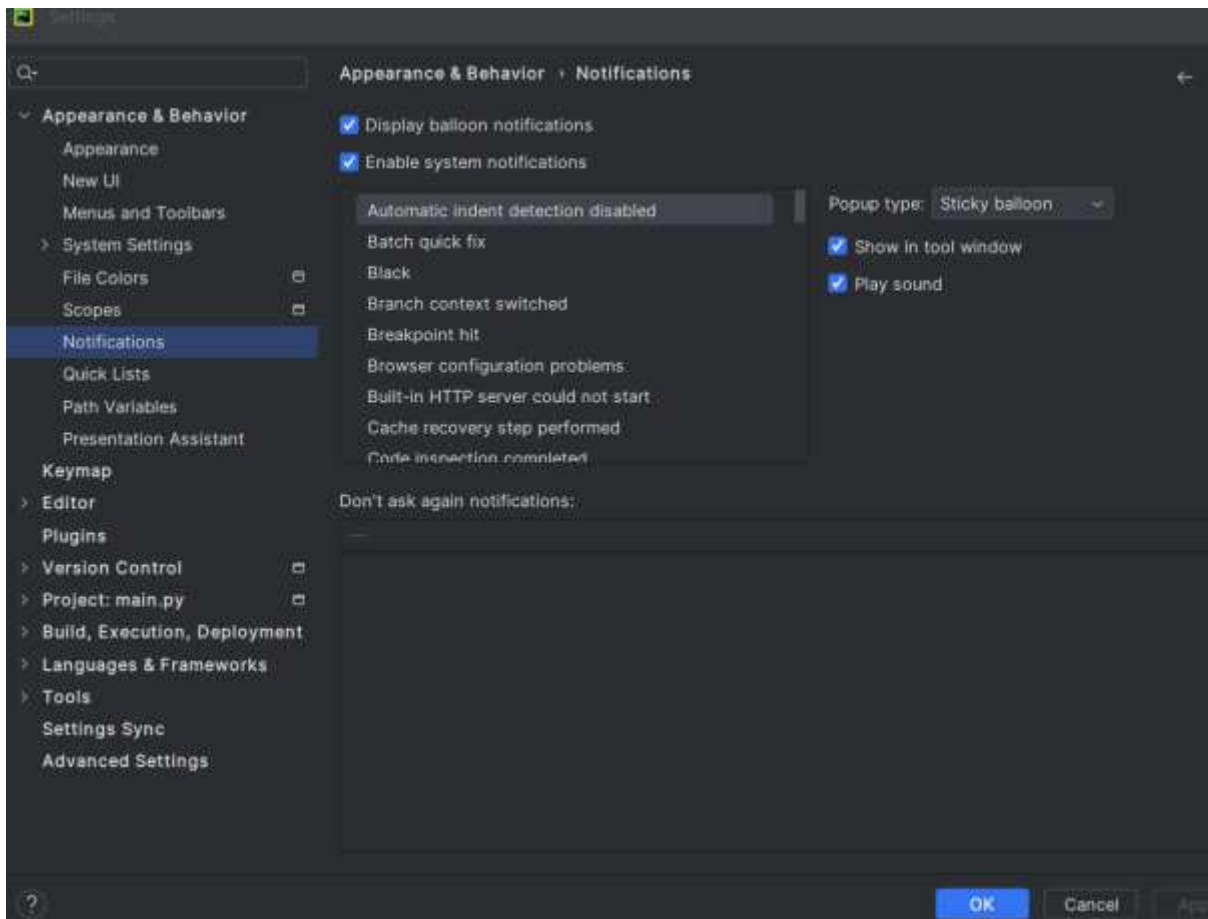 Settings
Appearance & Behavior › Notifications
Appearance & Behavior
Appearance
New UI
Menus and Toolbars
System Settings
File Colors
Scopes
Notifications
Quick Lists
Path Variables
Presentation Assistant
Keymap
Editor
Plugins
Version Control
Project: main.py
Build, Execution, Deployment
Languages & Frameworks
Tools
Settings Sync
Advanced Settings
Display balloon notifications
Enable system notifications
Automatic indent detection disabled
Batch quick fix
Black
Branch context switched
Breakpoint hit
Browser configuration problems
Built-in HTTP server could not start
Cache recovery step performed
Code inspection completed
Popup type: Sticky balloon
Show in tool window
Play sound
Don't ask again notifications:
?
OK Cancel